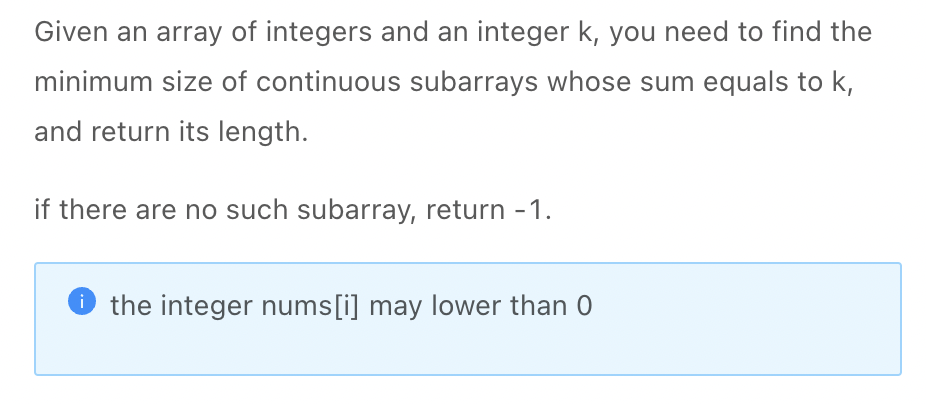 Given an array of integers and an integer k, you need to find the
minimum size of continuous subarrays whose sum equals to k,
and return its length.
if there are no such subarray, return -1.
the integer nums[i] may lower than 0